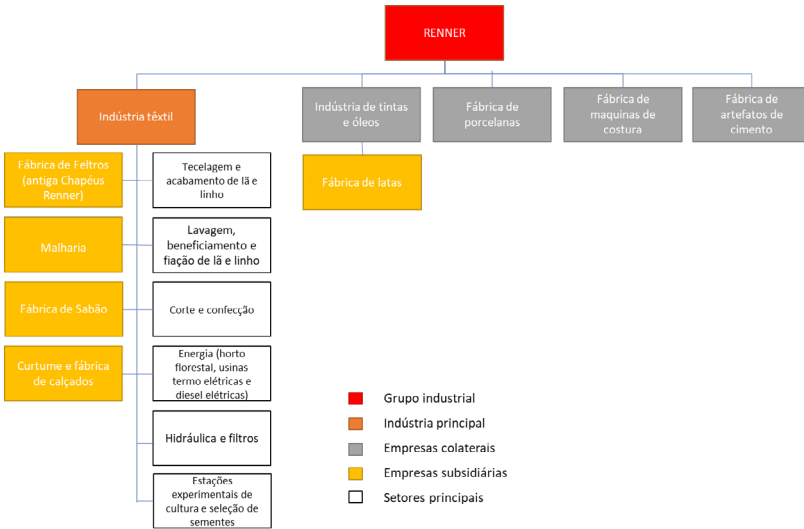 RENNER
Indústria têxtil
Indústria de tintas
e óleos
Fábrica de
porcelanas
Fábrica de
maquinas de
costura
Fábrica de
artefatos de
cimento
Fábrica de Feltros
(antiga Chapéus
Renner)
Tecelagem e
acabamento de lã e
linho
Fábrica de latas
Malharia
Lavagem,
beneficiamento e
fiação de lã e linho
Fábrica de Sabão
Corte e confecção
Curtume e fábrica
de calçados
Energia (horto
florestal, usinas
termo elétricas e
diesel elétricas)
Hidráulica e filtros
Estações
experimentais de
cultura e seleção de
sementes
Grupo industrial
Indústria principal
Empresas colaterais
Empresas subsidiárias
Setores principais